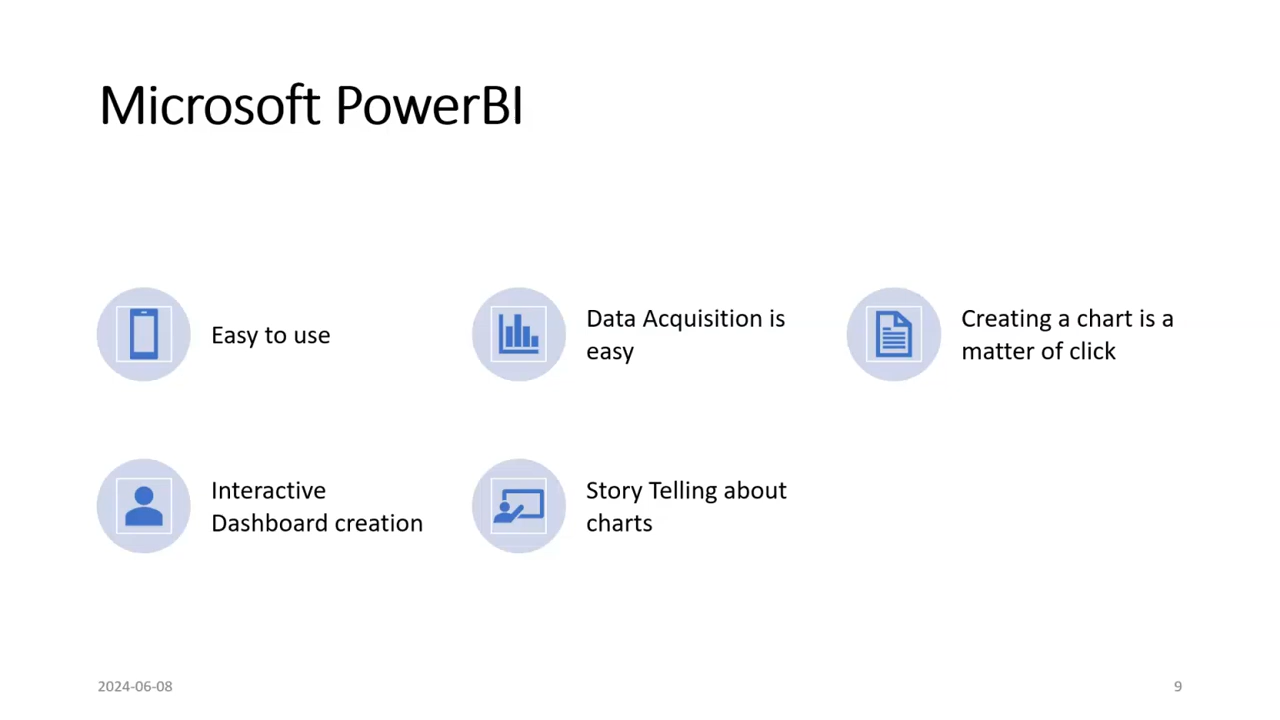 Microsoft PowerBI
Easy to use
Data Acquisition is
easy
Creating a chart is a
matter of click
Interactive
Dashboard creation
Story Telling about
charts
2024-06-08
9